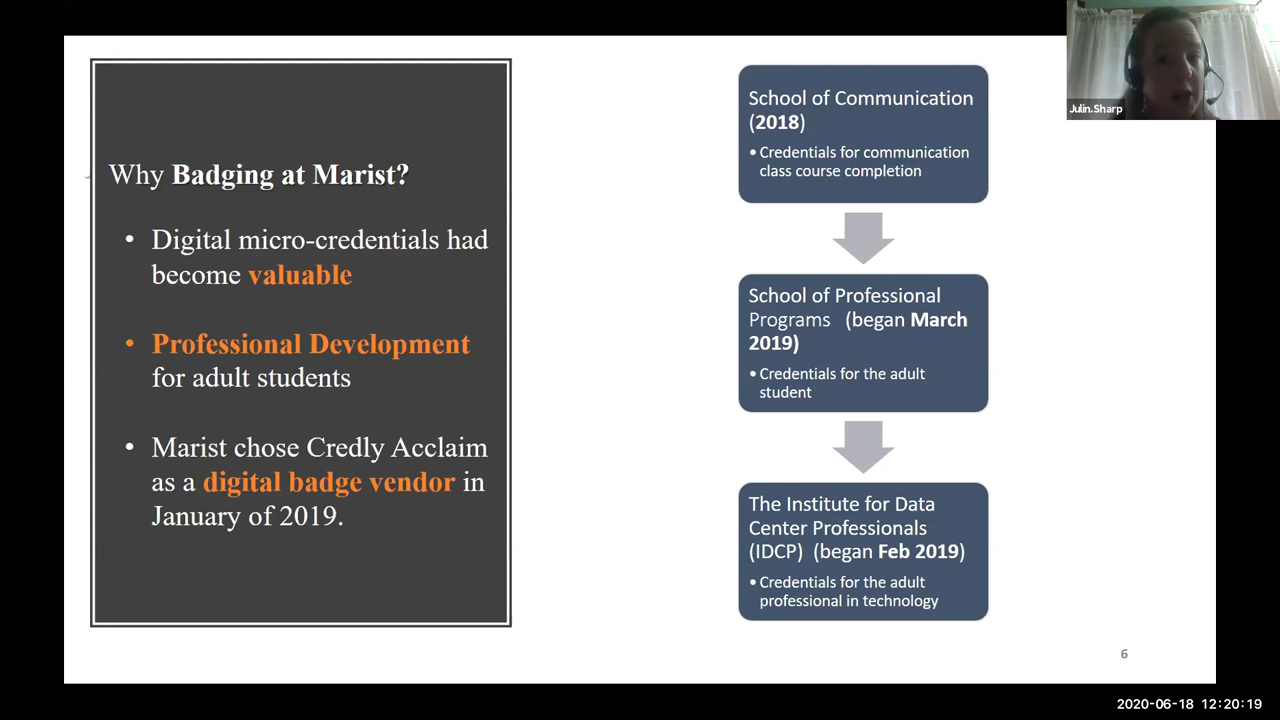 Why Badging at Marist?
• Digital micro-credentials had
become valuable
• Professional Development
for adult students
• Marist chose Credly Acclaim
as a digital badge vendor in
January of 2019.
School of Communication
(2018)
• Credentials for communication
class course completion
School of Professional
Programs (began March
2019)
• Credentials for the adult
student
The Institute for Data
Center Professionals
(IDCP) (began Feb 2019)
• Credentials for the adult
professional in technology
6
Julin.Sharp
2020-06-18 12:20:19